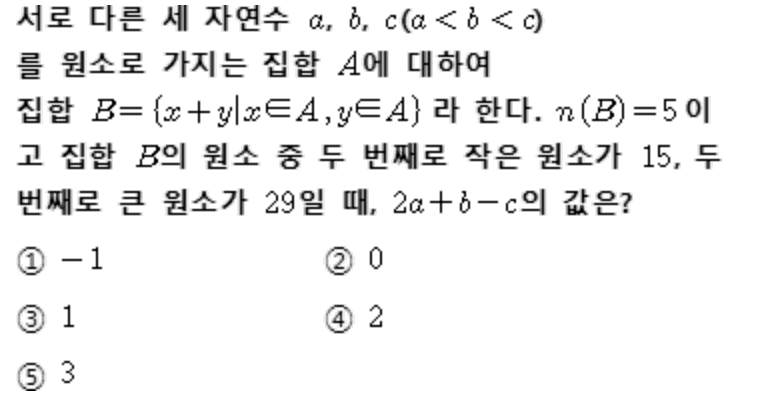 서로 다른 세 자연수 a, b, c(a<b<c)
를 원소로 가지는 집합 A에 대하여
집합 B={x+y|x∈A,y∈A} 라 한다. n(B)=5이
고 집합 B의 원소 중 두 번째로 작은 원소가 15, 두
번째로 큰 원소가 29일 때, 2a+b-c의 값은?
① -1 ② 0
③ 1 ④ 2
⑤ 3